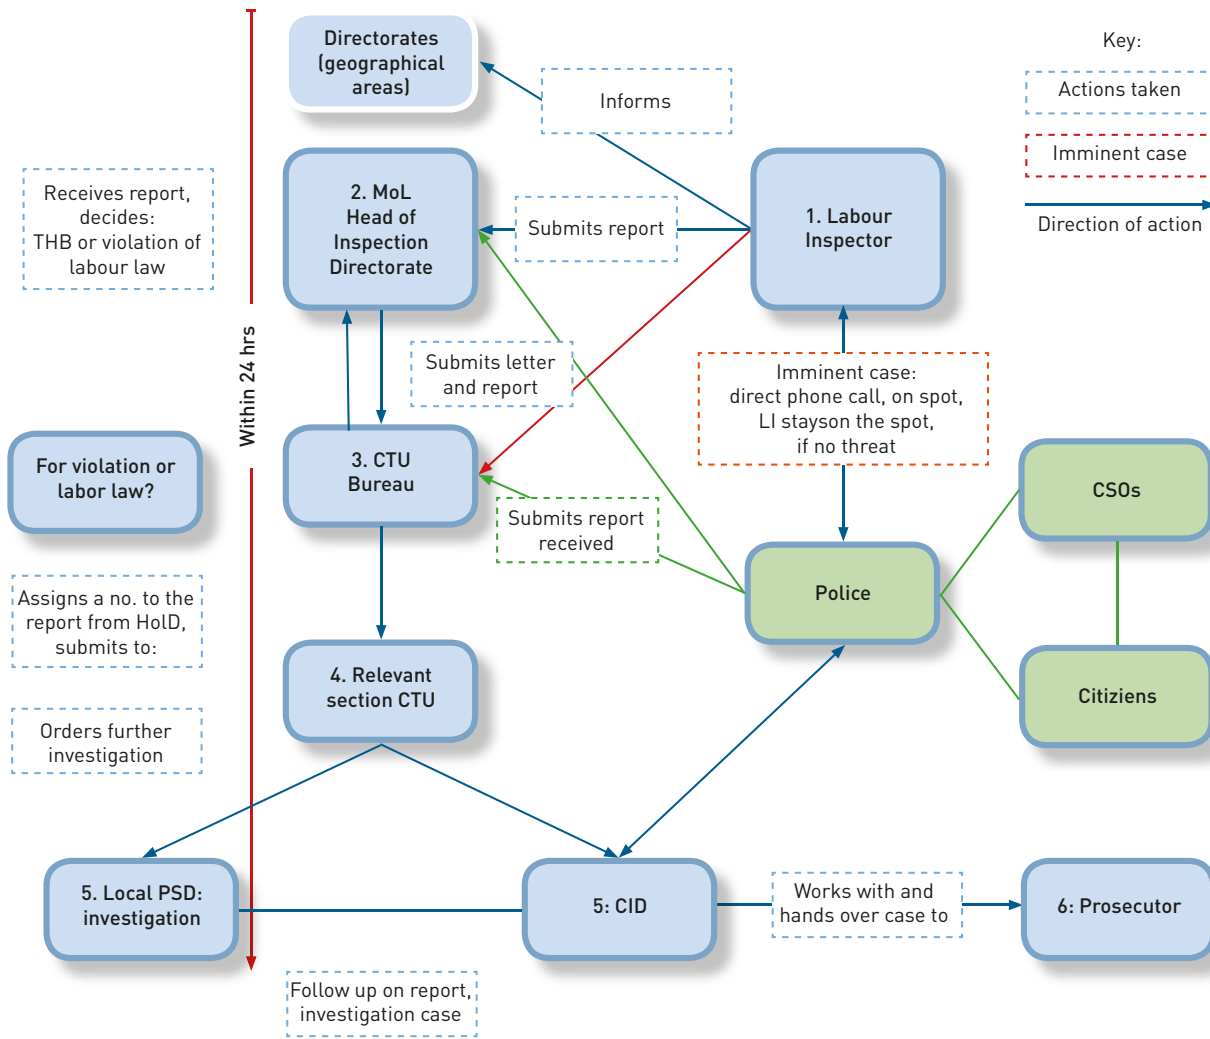 Directorates
(geographical
areas)
Key:
Actions taken
Informs
Imminent case
Direction of action
Receives report,
decides:
THB or violation of
labour law
2. MoL
Head of
Inspection
Directorate
Submits report
1. Labour
Inspector
Within 24 hrs
Submits letter
and report
Imminent case:
direct phone call, on spot,
LI stayson the spot,
if no threat
For violation or
labor law?
3. CTU
Bureau
CSOs
Submits report
received
Assigns a no. to the
report from HoID,
submits to:
Police
4. Relevant
section CTU
Citiziens
Orders further
investigation
5. Local PSD:
investigation
5: CID
Works with and
hands over case to
6: Prosecutor
Follow up on report,
investigation case